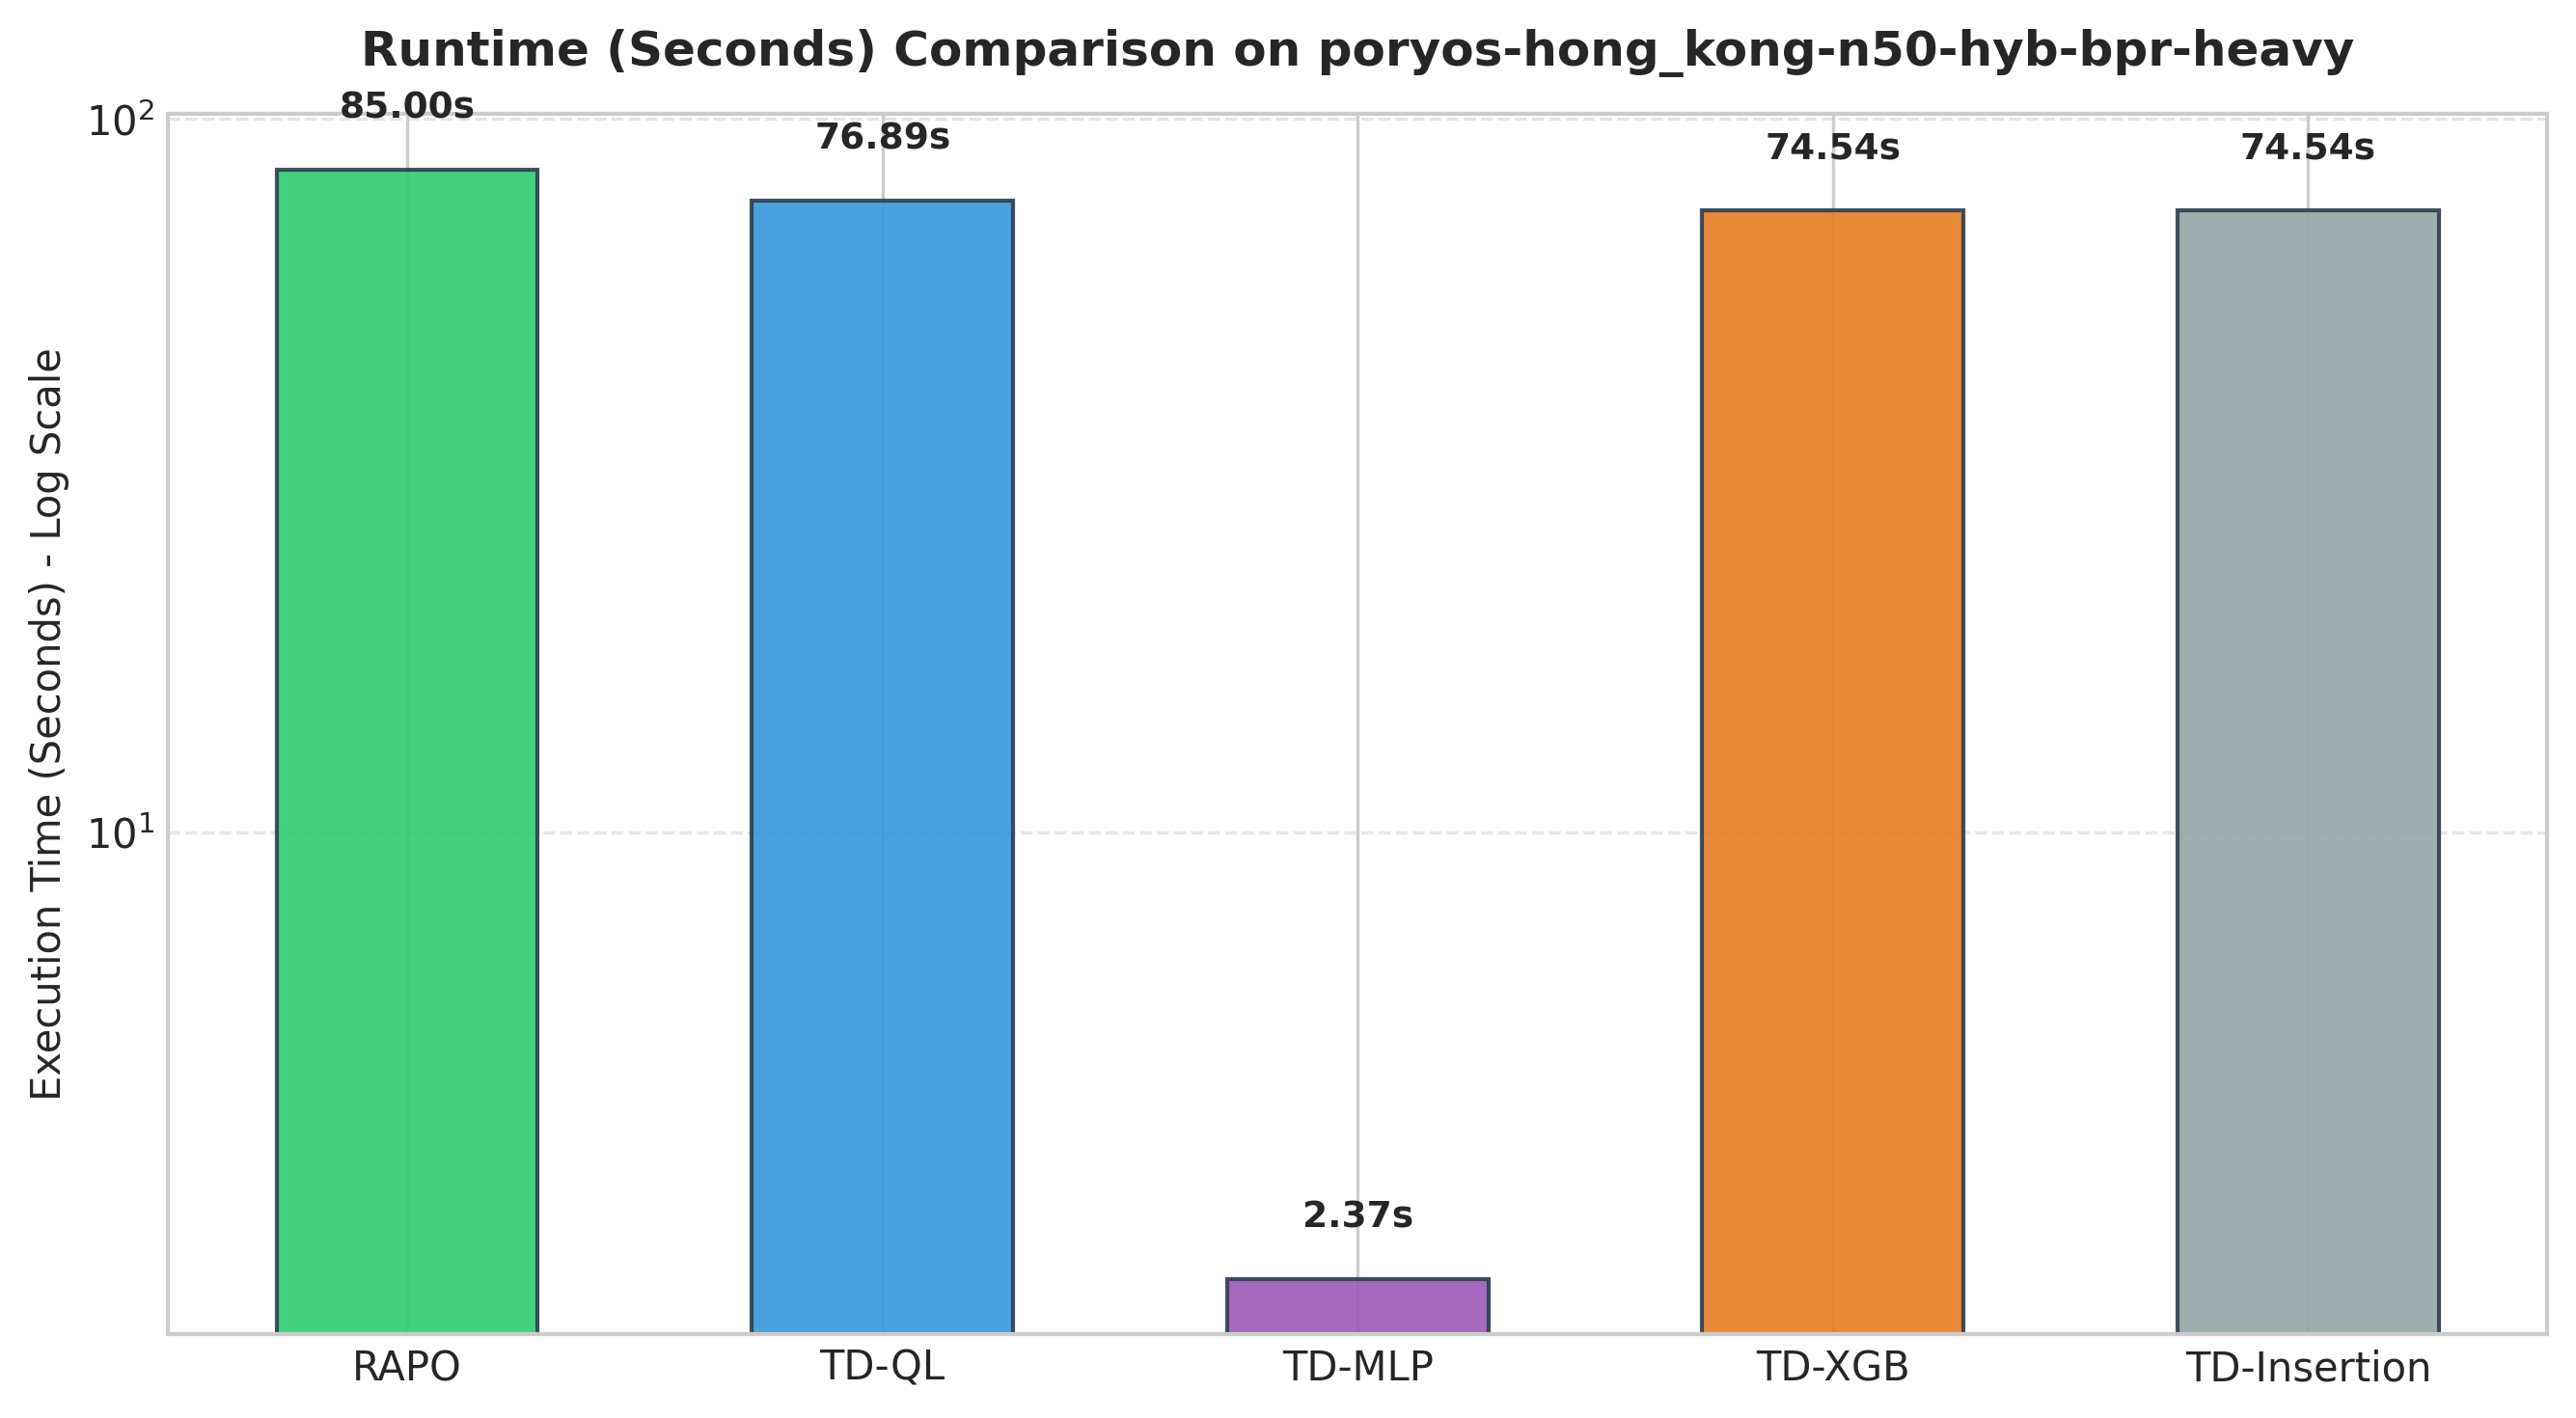 Runtime (Seconds) Comparison on poryos-hong_kong-n50-hyb-bpr-heavy
Execution Time (Seconds) - Log Scale
10²
10¹
85.00s
76.89s
2.37s
74.54s
74.54s
RAPO
TD-QL
TD-MLP
TD-XGB
TD-Insertion